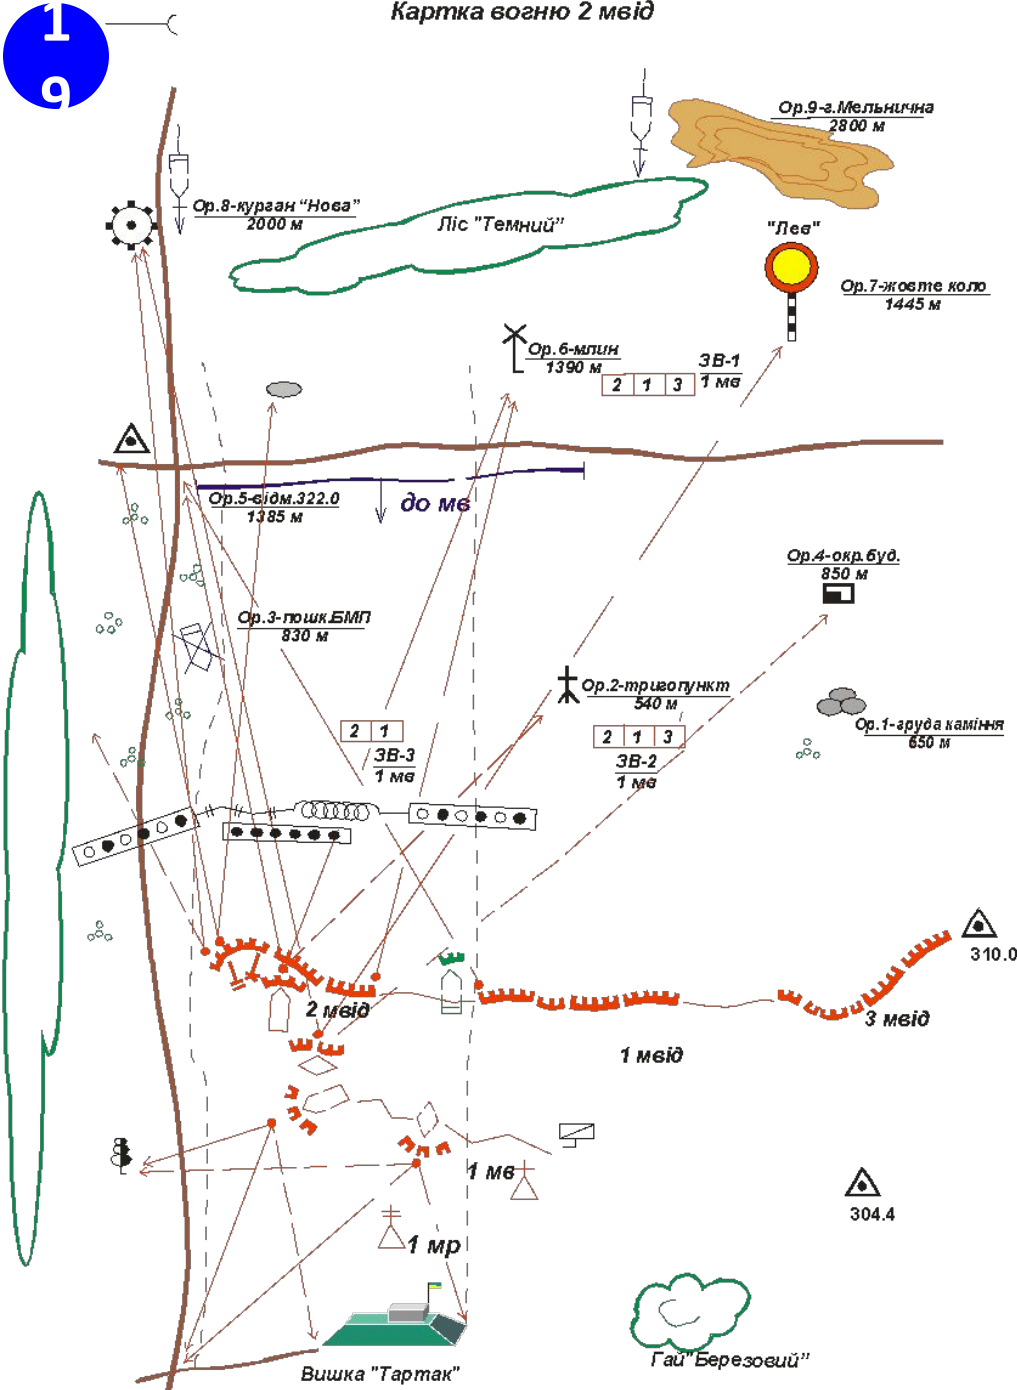 1
9
Картка вогню 2 мвід
Ор.9-г.Мельнична
2800 м
Ор.8-курган “Нова”
2000 м
Ліс "Темний”
"Лев"
Ор.7-жовте коло
1445 м
Ор.6-млин
1390 м
2 1 3
ЗВ-1
1 мв
Ор.5-відм.322.0
1385 м
до мв
Ор.4-окр.буд.
850 м
Ор.3-пошк.БМП
830 м
Ор.2-тригопункт
540 м
Ор.1-груда каміння
650 м
2 1
ЗВ-3
1 мв
2 1 3
ЗВ-2
1 мв
310.0
2 мвід
3 мвід
1 мвід
1 мв
304.4
1 мр
Вишка "Тартак"
Гай"Березовий”